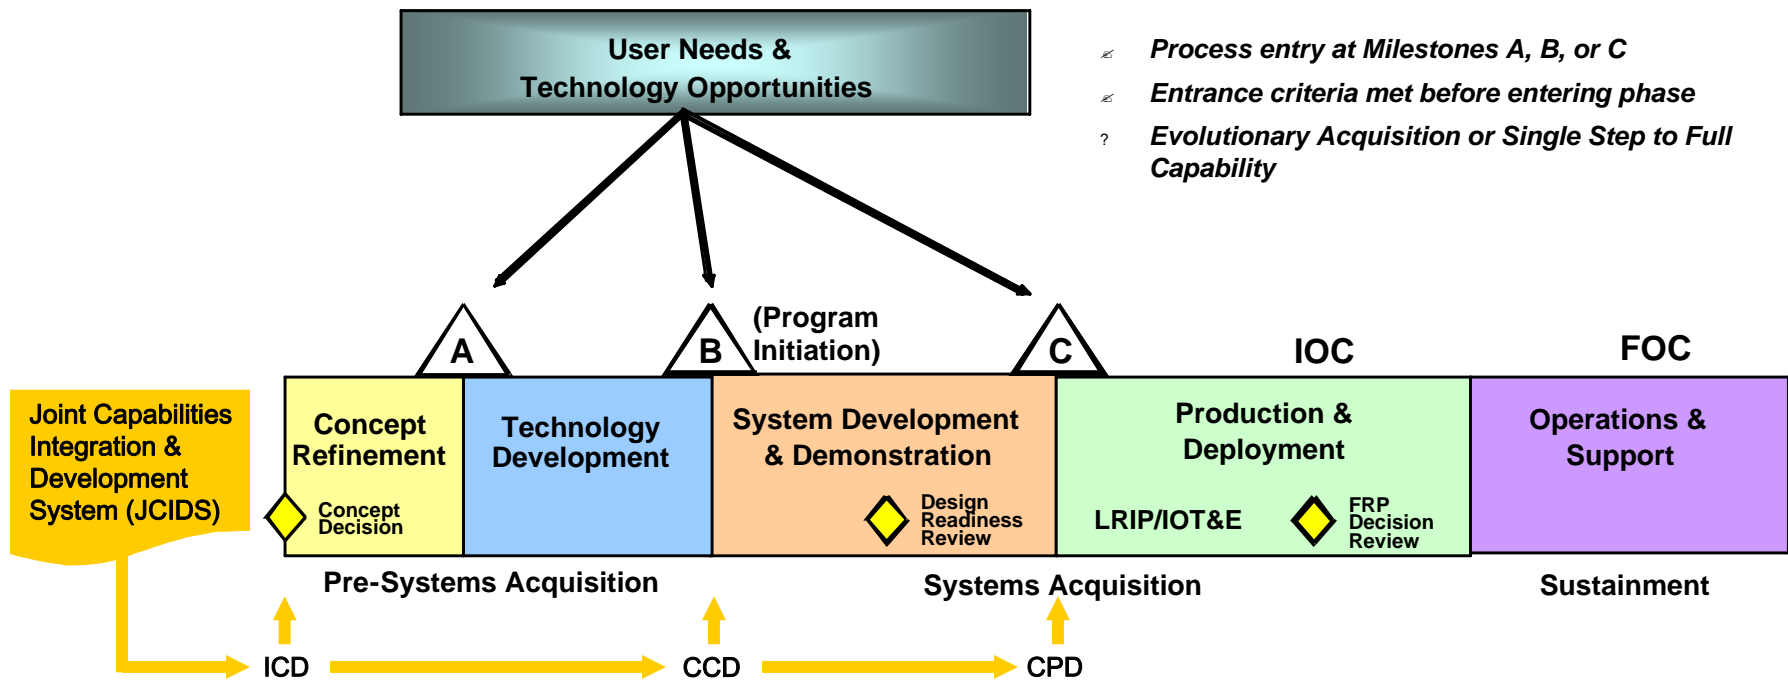 User Needs &
Technology Opportunities
Process entry at Milestones A, B, or C
Entrance criteria met before entering phase
? Evolutionary Acquisition or Single Step to Full
Capability
A
B
(Program
Initiation)
C
IOC
FOC
Joint Capabilities
Integration &
Development
System (JCIDS)
Concept
Refinement
Concept
Decision
Technology
Development
System Development
& Demonstration
Design
Readiness
Review
Production &
Deployment
LRIP/IOT&E
FRP
Decision
Review
Operations &
Support
Pre-Systems Acquisition
Systems Acquisition
Sustainment
ICD
CCD
CPD